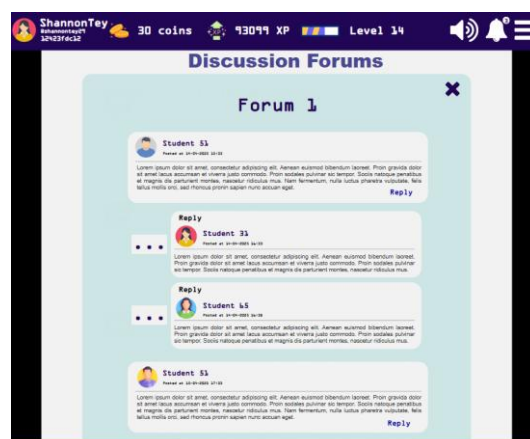 ShannonTey
@shannontey29
12423fdc12
30 coins
93099 XP
Level 14
Discussion Forums
Forum 1
Student 51
Posted at
Lorem ipsum dolor sit amet, consectetur adipiscing elit. Aenean euismod bibendum laoreet. Proin gravida dolor
sit amet lacus accumsan et viverra justo commodo. Proin sodales pulvinar sic tempor. Sociis natoque penatibus
et magnis dis parturient montes, nascetur ridiculus mus. Nam fermentum, nulla luctus pharetra vulputate, felis
tellus mollis orci, sed rhoncus pronin sapien nunc accuan eget.
Reply
Reply
Student 31
Posted at
Lorem ipsum dolor sit amet, consectetur adipiscing elit. Aenean euismod bibendum laoreet.
Proin gravida dolor sit amet lacus accumsan et viverra justo commodo. Proin sodales pulvinar
sic tempor. Sociis natoque penatibus et magnis dis parturient montes, nascetur ridiculus mus.
Reply
Student 65
Posted at
Lorem ipsum dolor sit amet, consectetur adipiscing elit. Aenean euismod bibendum laoreet.
Proin gravida dolor sit amet lacus accumsan et viverra justo commodo. Proin sodales pulvinar
sic tempor. Sociis natoque penatibus et magnis dis parturient montes, nascetur ridiculus mus.
Student 51
Posted at
Lorem ipsum dolor sit amet, consectetur adipiscing elit. Aenean euismod bibendum laoreet. Proin gravida dolor
sit amet lacus accumsan et viverra justo commodo. Proin sodales pulvinar sic tempor. Sociis natoque penatibus
et magnis dis parturient montes, nascetur ridiculus mus. Nam fermentum, nulla luctus pharetra vulputate, felis
tellus mollis orci, sed rhoncus pronin sapien nunc accuan eget.
Reply